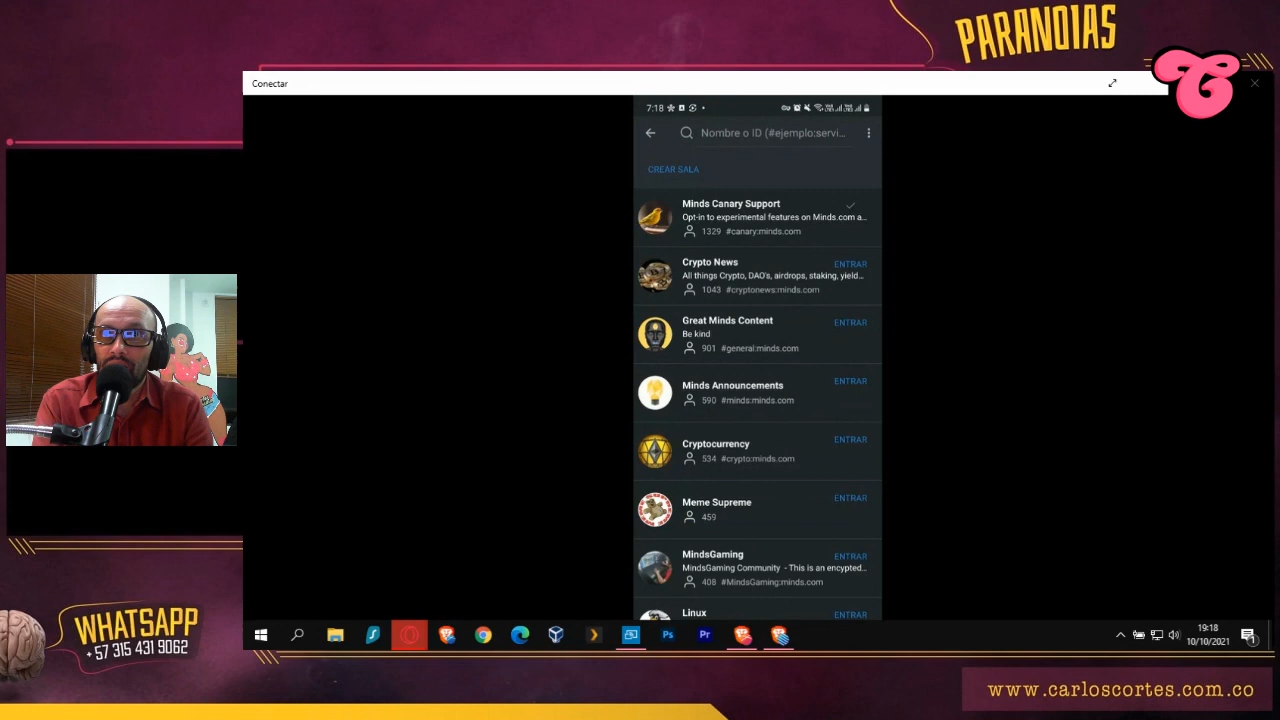 PARANOIAS
Conectar
7:18
Nombre o ID (#ejemplo:servi...
CREAR SALA
Minds Canary Support
Opt-in to experimental features on Minds.com a...
1329 #canary:minds.com
Crypto News
ENTRAR
All things Crypto, DAO's, airdrops, staking, yield...
1043 #cryptonews:minds.com
Great Minds Content
ENTRAR
Be kind
901 #general:minds.com
Minds Announcements
ENTRAR
590 #minds:minds.com
Cryptocurrency
ENTRAR
534 #crypto:minds.com
Meme Supreme
ENTRAR
459
MindsGaming
ENTRAR
MindsGaming Community - This is an encypted...
408 #MindsGaming:minds.com
Linux
ENTRAR
Ps
Pr
19:18
10/10/2021
1
WHATSAPP
+ 57 315 431 9062
www.carloscortes.com.co